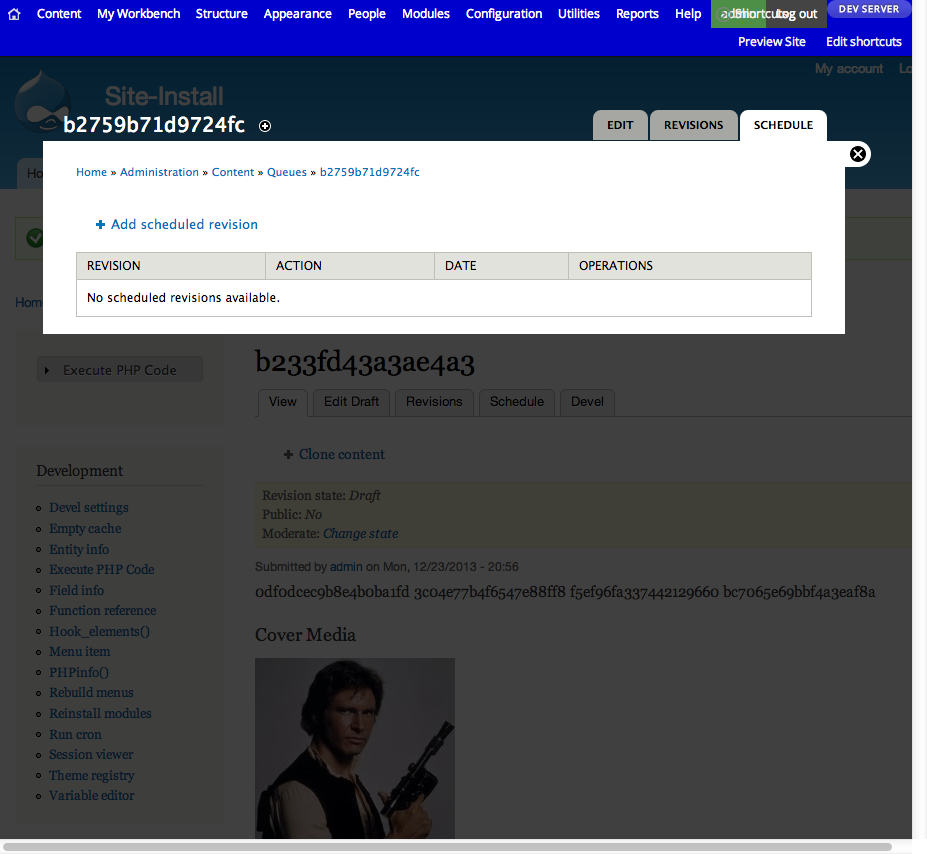 Content My Workbench Structure Appearance People Modules Configuration Utilities Reports Help admin Shortcuts Log out DEV SERVER
Preview Site Edit shortcuts
My account Lo
Site-Install
b2759b71d9724fc
EDIT REVISIONS SCHEDULE
Ho
Home » Administration » Content » Queues » b2759b71d9724fc
Add scheduled revision
REVISION ACTION DATE OPERATIONS
No scheduled revisions available.
Hom
b233fd43a3ae4a3
Execute PHP Code
View Edit Draft Revisions Schedule Devel
Clone content
Development
Revision state: Draft
Public: No
Moderate: Change state
Devel settings
Empty cache
Entity info
Execute PHP Code
Field info
Function reference
Hook_elements()
Menu item
PHPinfo()
Rebuild menus
Reinstall modules
Run cron
Session viewer
Theme registry
Variable editor
Submitted by admin on Mon, 12/23/2013 - 20:56
0df0dcec9b8e4b0ba1fd 3c04e77b4f6547e88ff8 f5ef96fa337442129660 bc7065e69bbf4a3eaf8a
Cover Media